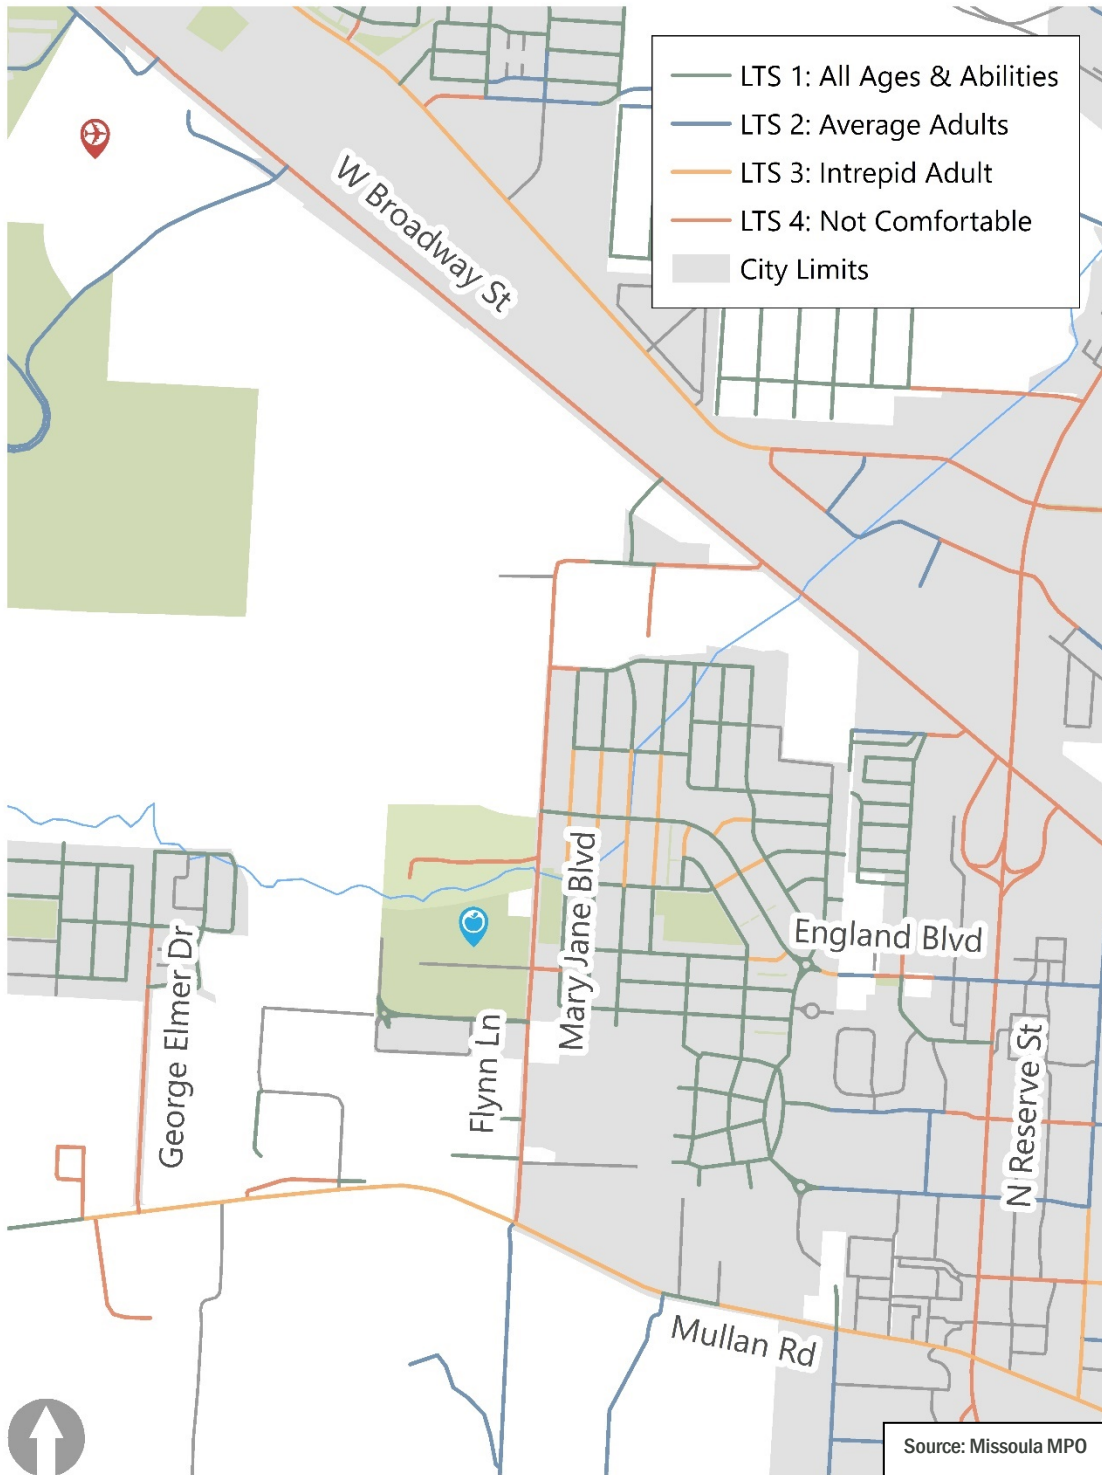 LTS 1: All Ages & Abilities
LTS 2: Average Adults
LTS 3: Intrepid Adult
LTS 4: Not Comfortable
City Limits
W Broadway St
Mary Jane Blvd
England Blvd
George Elmer Dr
Flynn Ln
N Reserve St
Mullan Rd
Source: Missoula MPO